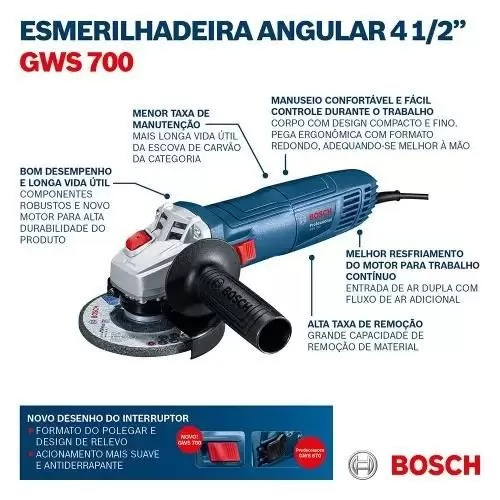 ESMERILHADEIRA ANGULAR 4 1/2”
GWS 700
MENOR TAXA DE
MANUTENÇÃO
MAIS LONGA VIDA ÚTIL
DA ESCOVA DE CARVÃO
DA CATEGORIA
MANUSEIO CONFORTÁVEL E FÁCIL
CONTROLE DURANTE O TRABALHO
CORPO COM DESIGN COMPACTO E FINO.
PEGA ERGONÔMICA COM FORMATO
REDONDO, ADEQUANDO-SE MELHOR À MÃO
BOM DESEMPENHO
E LONGA VIDA ÚTIL
COMPONENTES
ROBUSTOS E NOVO
MOTOR PARA ALTA
DURABILIDADE DO
PRODUTO
BOSCH
Professional
BOSCH
MELHOR RESFRIAMENTO
DO MOTOR PARA TRABALHO
CONTÍNUO
ENTRADA DE AR DUPLA COM
FLUXO DE AR ADICIONAL
ALTA TAXA DE REMOÇÃO
GRANDE CAPACIDADE DE
REMOÇÃO DE MATERIAL
NOVO DESENHO DO INTERRUPTOR
FORMATO DO POLEGAR E
DESIGN DE RELEVO
ACIONAMENTO MAIS SUAVE
E ANTIDERRAPANTE
NOVO!
GWS 700
Predecessora
GWS 670
BOSCH